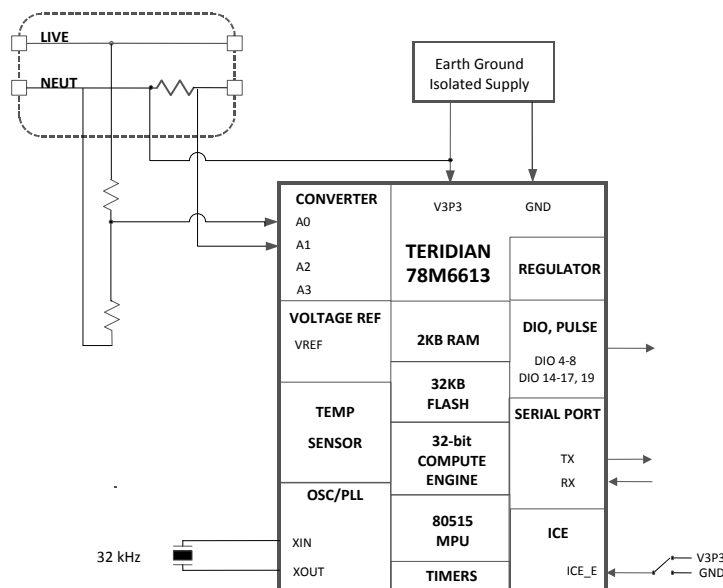 LIVE
NEUT
Earth Ground
Isolated Supply
CONVERTER
A0
A1
A2
A3
V3P3
GND
TERIDIAN
78M6613
REGULATOR
VOLTAGE REF
VREF
2KB RAM
DIO, PULSE
DIO 4-8
DIO 14-17, 19
32KB
FLASH
TEMP
SENSOR
SERIAL PORT
TX
RX
32-bit
COMPUTE
ENGINE
OSC/PLL
XIN
XOUT
32 kHz
80515
MPU
ICE
ICE_E
V3P3
GND
TIMERS